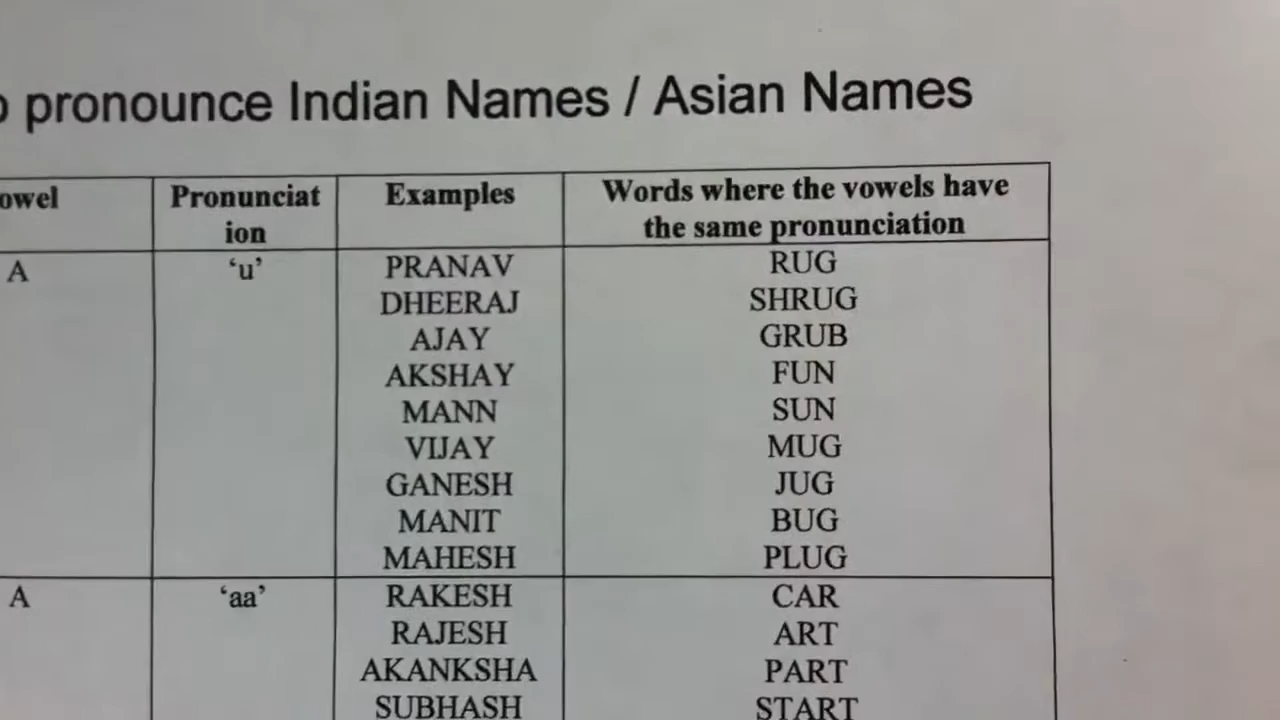 pronounce Indian Names / Asian Names
owel Pronunciat Examples Words where the vowels have
ion the same pronunciation
A ‘u’ PRANAV RUG
DHEERAJ SHRUG
AJAY GRUB
AKSHAY FUN
MANN SUN
VIJAY MUG
GANESH JUG
MANIT BUG
MAHESH PLUG
A ‘aa’ RAKESH CAR
RAJESH ART
AKANKSHA PART
SUBHASH START